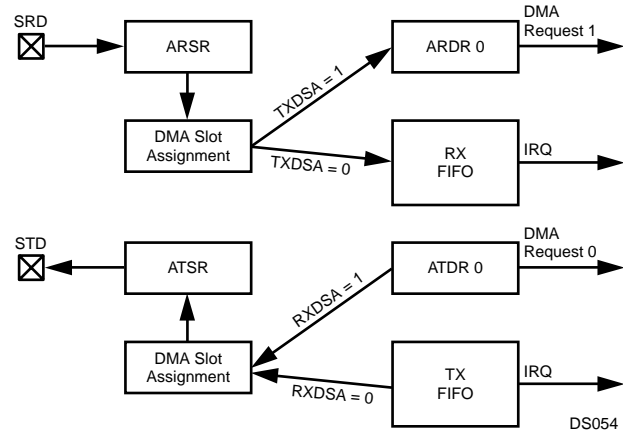 SRD
ARSR
TXDSA = 1
ARDR 0
DMA
Request 1
DMA Slot
Assignment
TXDSA = 0
RX
FIFO
IRQ
STD
ATSR
RXDSA = 1
ATDR 0
DMA
Request 0
DMA Slot
Assignment
RXDSA = 0
TX
FIFO
IRQ
DS054